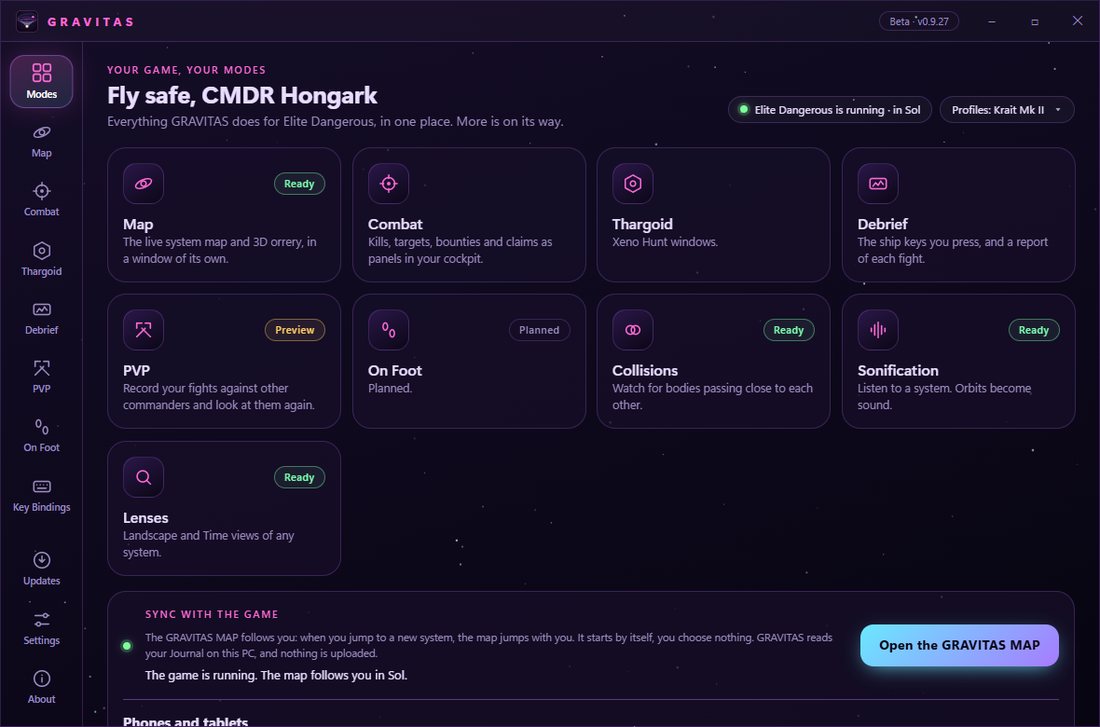 GRAVITAS
Beta · v0.9.27
Modes
Map
Combat
Thargoid
Debrief
PVP
On Foot
Key Bindings
Updates
Settings
About
YOUR GAME, YOUR MODES
Fly safe, CMDR Hongark
Everything GRAVITAS does for Elite Dangerous, in one place. More is on its way.
Elite Dangerous is running · in Sol
Profiles: Krait Mk II
Ready
Map
The live system map and 3D orrery, in
a window of its own.
Combat
Kills, targets, bounties and claims as
panels in your cockpit.
Thargoid
Xeno Hunt windows.
Debrief
The ship keys you press, and a report
of each fight.
Preview
PVP
Record your fights against other
commanders and look at them again.
Planned
On Foot
Planned.
Ready
Collisions
Watch for bodies passing close to each
other.
Ready
Sonification
Listen to a system. Orbits become
sound.
Ready
Lenses
Landscape and Time views of any
system.
SYNC WITH THE GAME
The GRAVITAS MAP follows you: when you jump to a new system, the map jumps with you. It starts by itself, you choose nothing. GRAVITAS reads
your Journal on this PC, and nothing is uploaded.
The game is running. The map follows you in Sol.
Open the GRAVITAS MAP
Phones and tablets